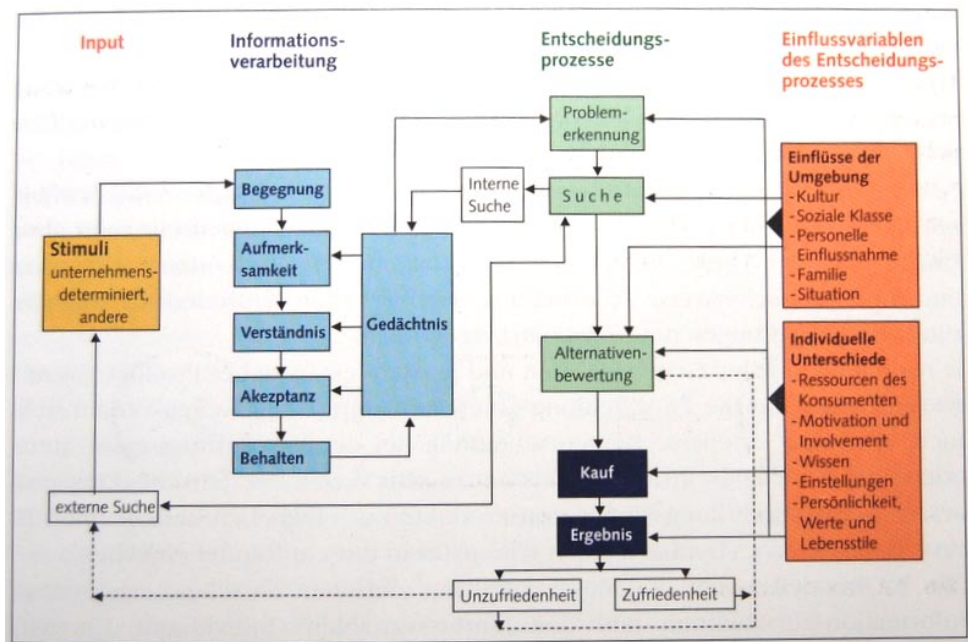 Input
Informations-
verarbeitung
Entscheidungs-
prozesse
Einflussvariablen
des Entscheidungs-
prozesses
Stimuli
unternehmens-
determiniert,
andere
externe Suche
Begegnung
Aufmerk-
samkeit
Verständnis
Akezptanz
Behalten
Gedächtnis
Interne
Suche
Problem-
erkennung
Suche
Alternativen-
bewertung
Kauf
Ergebnis
Unzufriedenheit
Zufriedenheit
Einflüsse der
Umgebung
- Kultur
- Soziale Klasse
- Personelle
Einflussnahme
- Familie
- Situation
Individuelle
Unterschiede
- Ressourcen des
Konsumenten
- Motivation und
Involvement
- Wissen
- Einstellungen
- Persönlichkeit,
Werte und
Lebensstile